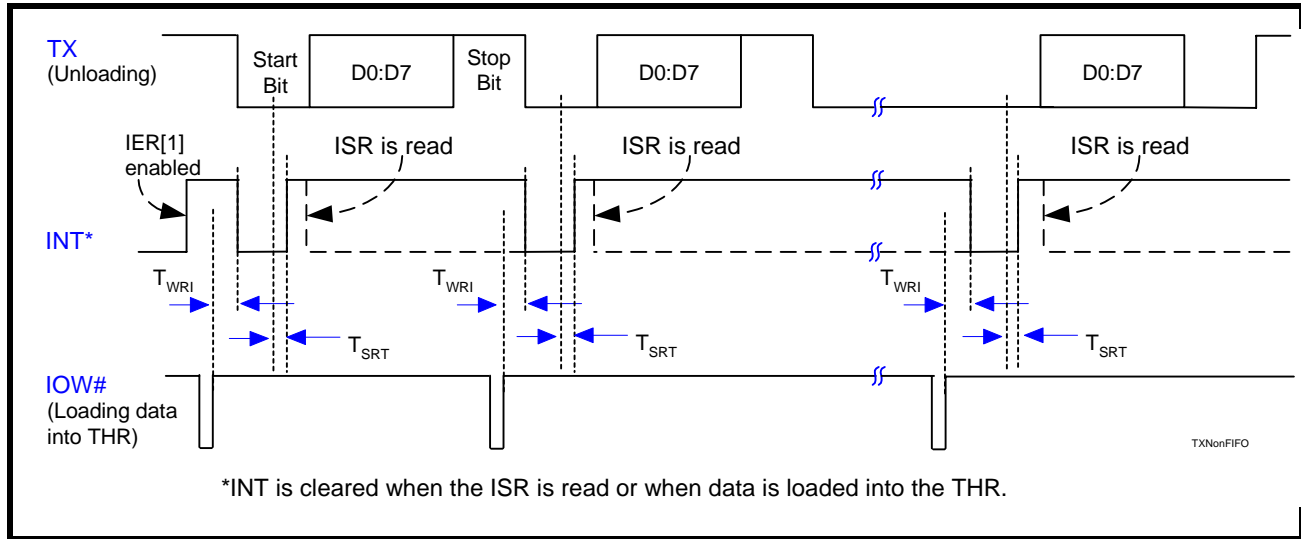 TX
(Unloading)
Start
Bit
D0:D7
Stop
Bit
D0:D7
D0:D7
IER[1]
enabled
ISR is read
ISR is read
ISR is read
INT*
TWRI
TWRI
TWRI
TSRT
TSRT
TSRT
IOW#
(Loading data
into THR)
TXNonFIFO
*INT is cleared when the ISR is read or when data is loaded into the THR.